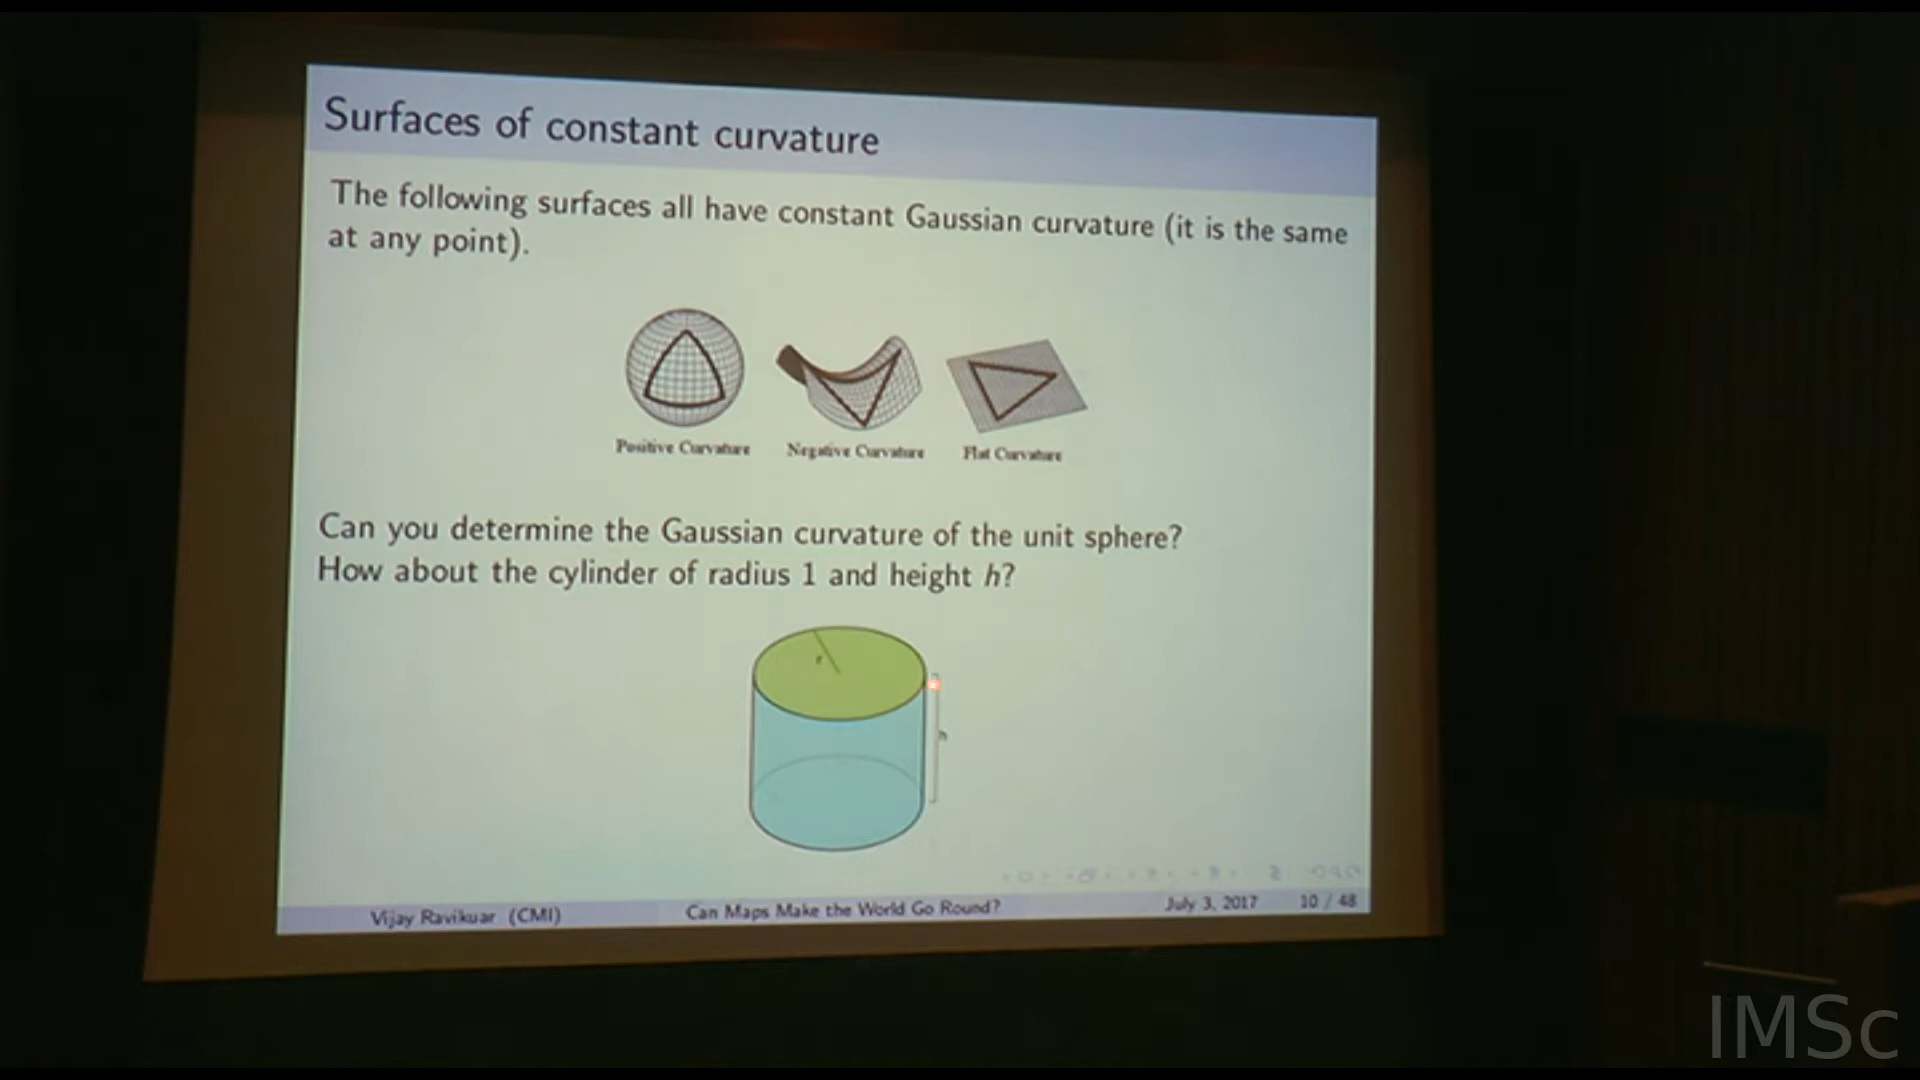 Surfaces of constant curvature
The following surfaces all have constant Gaussian curvature (it is the same
at any point).
Positive Curvature
Negative Curvature
Flat Curvature
Can you determine the Gaussian curvature of the unit sphere?
How about the cylinder of radius 1 and height h?
r
h
Vijay Ravikuar (CMI)
Can Maps Make the World Go Round?
July 3, 2017
10 / 48
IMSc